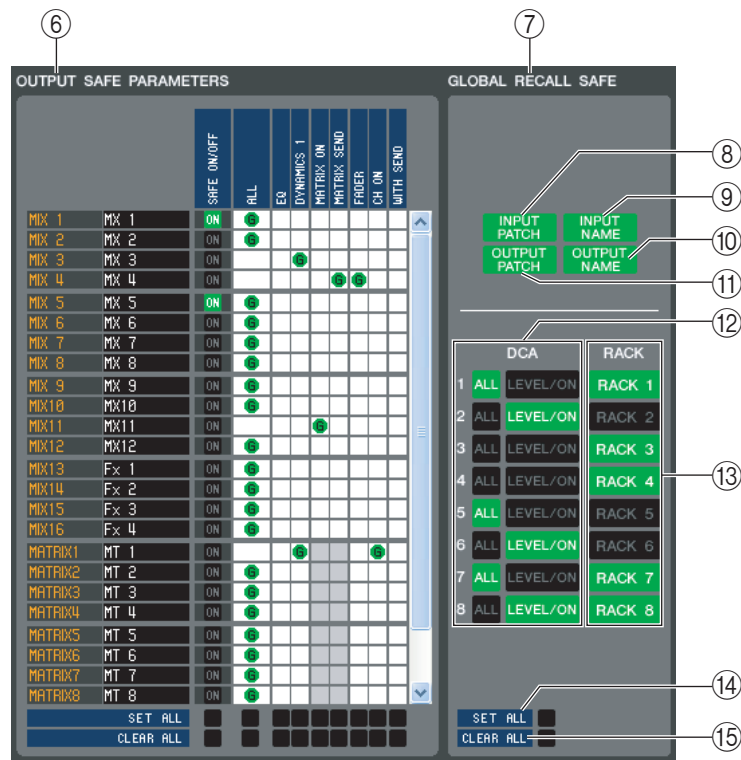 ⑥ ⑦
OUTPUT SAFE PARAMETERS
GLOBAL RECALL SAFE
SAFE ON/OFF
ALL
EQ
DYNAMICS 1
MATRIX ON
MATRIX SEND
FADER
CH ON
WITH SEND
MIX 1 MX 1 ON G
MIX 2 MX 2 ON G
MIX 3 MX 3 ON G
MIX 4 MX 4 ON G G
MIX 5 MX 5 ON G
MIX 6 MX 6 ON G
MIX 7 MX 7 ON G
MIX 8 MX 8 ON G
MIX 9 MX 9 ON G
MIX10 MX10 ON G
MIX11 MX11 ON G
MIX12 MX12 ON G
MIX13 Fx 1 ON G
MIX14 Fx 2 ON G
MIX15 Fx 3 ON G
MIX16 Fx 4 ON G
MATRIX1 MT 1 ON G G
MATRIX2 MT 2 ON G
MATRIX3 MT 3 ON G
MATRIX4 MT 4 ON G
MATRIX5 MT 5 ON G
MATRIX6 MT 6 ON G
MATRIX7 MT 7 ON G
MATRIX8 MT 8 ON G
SET ALL
CLEAR ALL
⑧
INPUT PATCH
INPUT NAME
⑨
OUTPUT PATCH
OUTPUT NAME
⑩
⑪
⑫
DCA RACK
1 ALL LEVEL/ON RACK 1
2 ALL LEVEL/ON RACK 2
3 ALL LEVEL/ON RACK 3
4 ALL LEVEL/ON RACK 4
⑬
5 ALL LEVEL/ON RACK 5
6 ALL LEVEL/ON RACK 6
7 ALL LEVEL/ON RACK 7
8 ALL LEVEL/ON RACK 8
⑭
SET ALL
CLEAR ALL
⑮